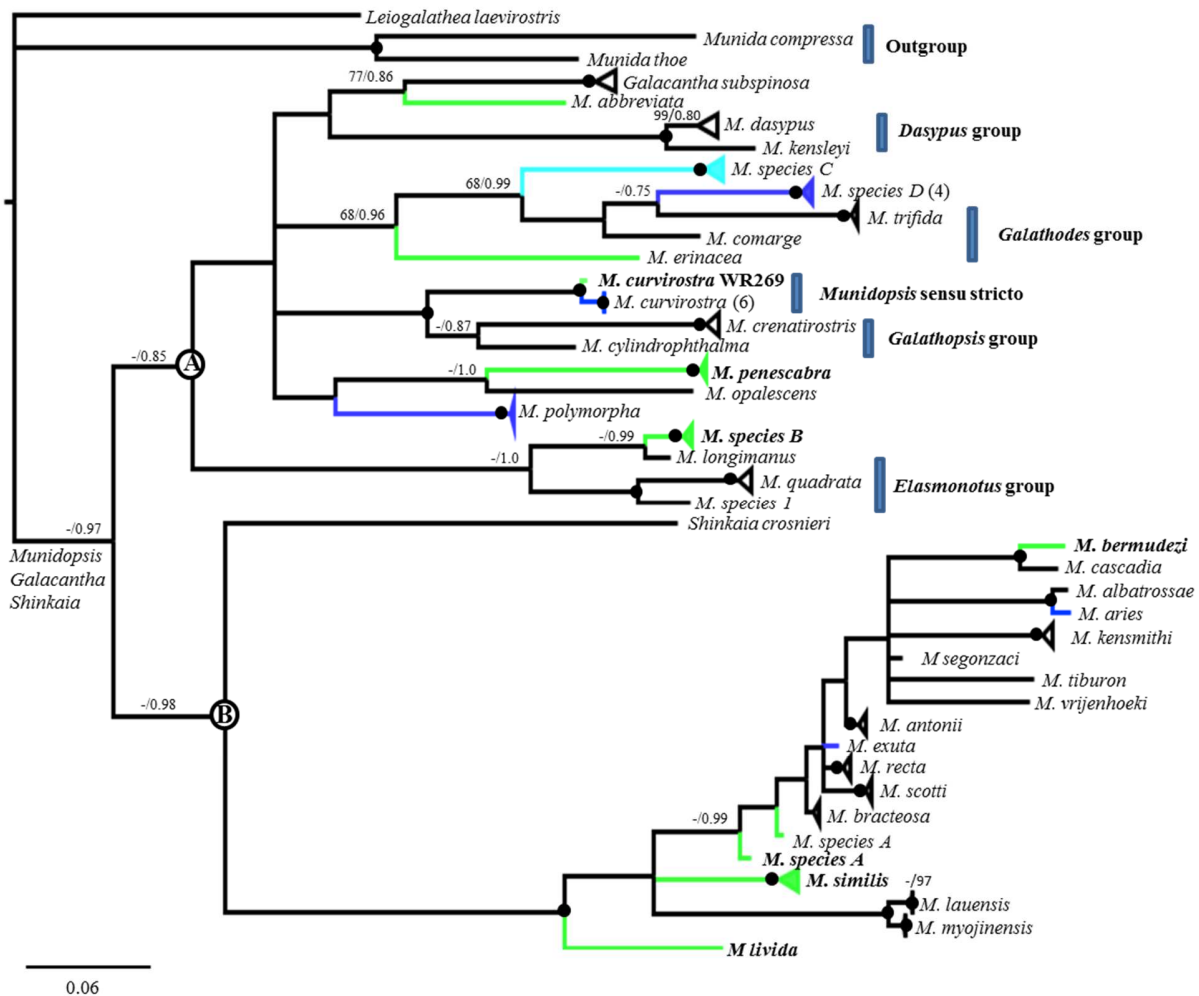 Leiogalathea laevirostris
Munida compressa
Outgroup
Munida thoe
77/0.86
Galacantha subspinosa
M. abbreviata
99/0.80
M. dasypus
Dasypus group
M. kensleyi
M. species C
68/0.99
-/0.75
M. species D (4)
68/0.96
M. trifida
Galathodes group
M. comarge
M. erinacea
M. curvirostra WR269
Munidopsis sensu stricto
M. curvirostra (6)
-/0.87
M. crenatirostris
Galathopsis group
M. cylindrophthalma
-/0.85
A
-/1.0
M. penescabra
M. opalescens
M. polymorpha
-/0.99
M. species B
-/1.0
M. longimanus
M. quadrata
Elasmonotus group
M. species 1
-/0.97
Shinkaia crosnieri
Munidopsis
Galacantha
Shinkaia
M. bermudezi
M. cascadia
M. albatrossae
M. aries
M. kensmithi
M segonzaci
M. tiburon
-/0.98
B
M. vrijenhoeki
M. antonii
M. exuta
M. recta
M. scotti
-/0.99
M. bracteosa
M. species A
M. species A
M. similis
-/97
M. lauensis
M. myojinensis
M livida
0.06